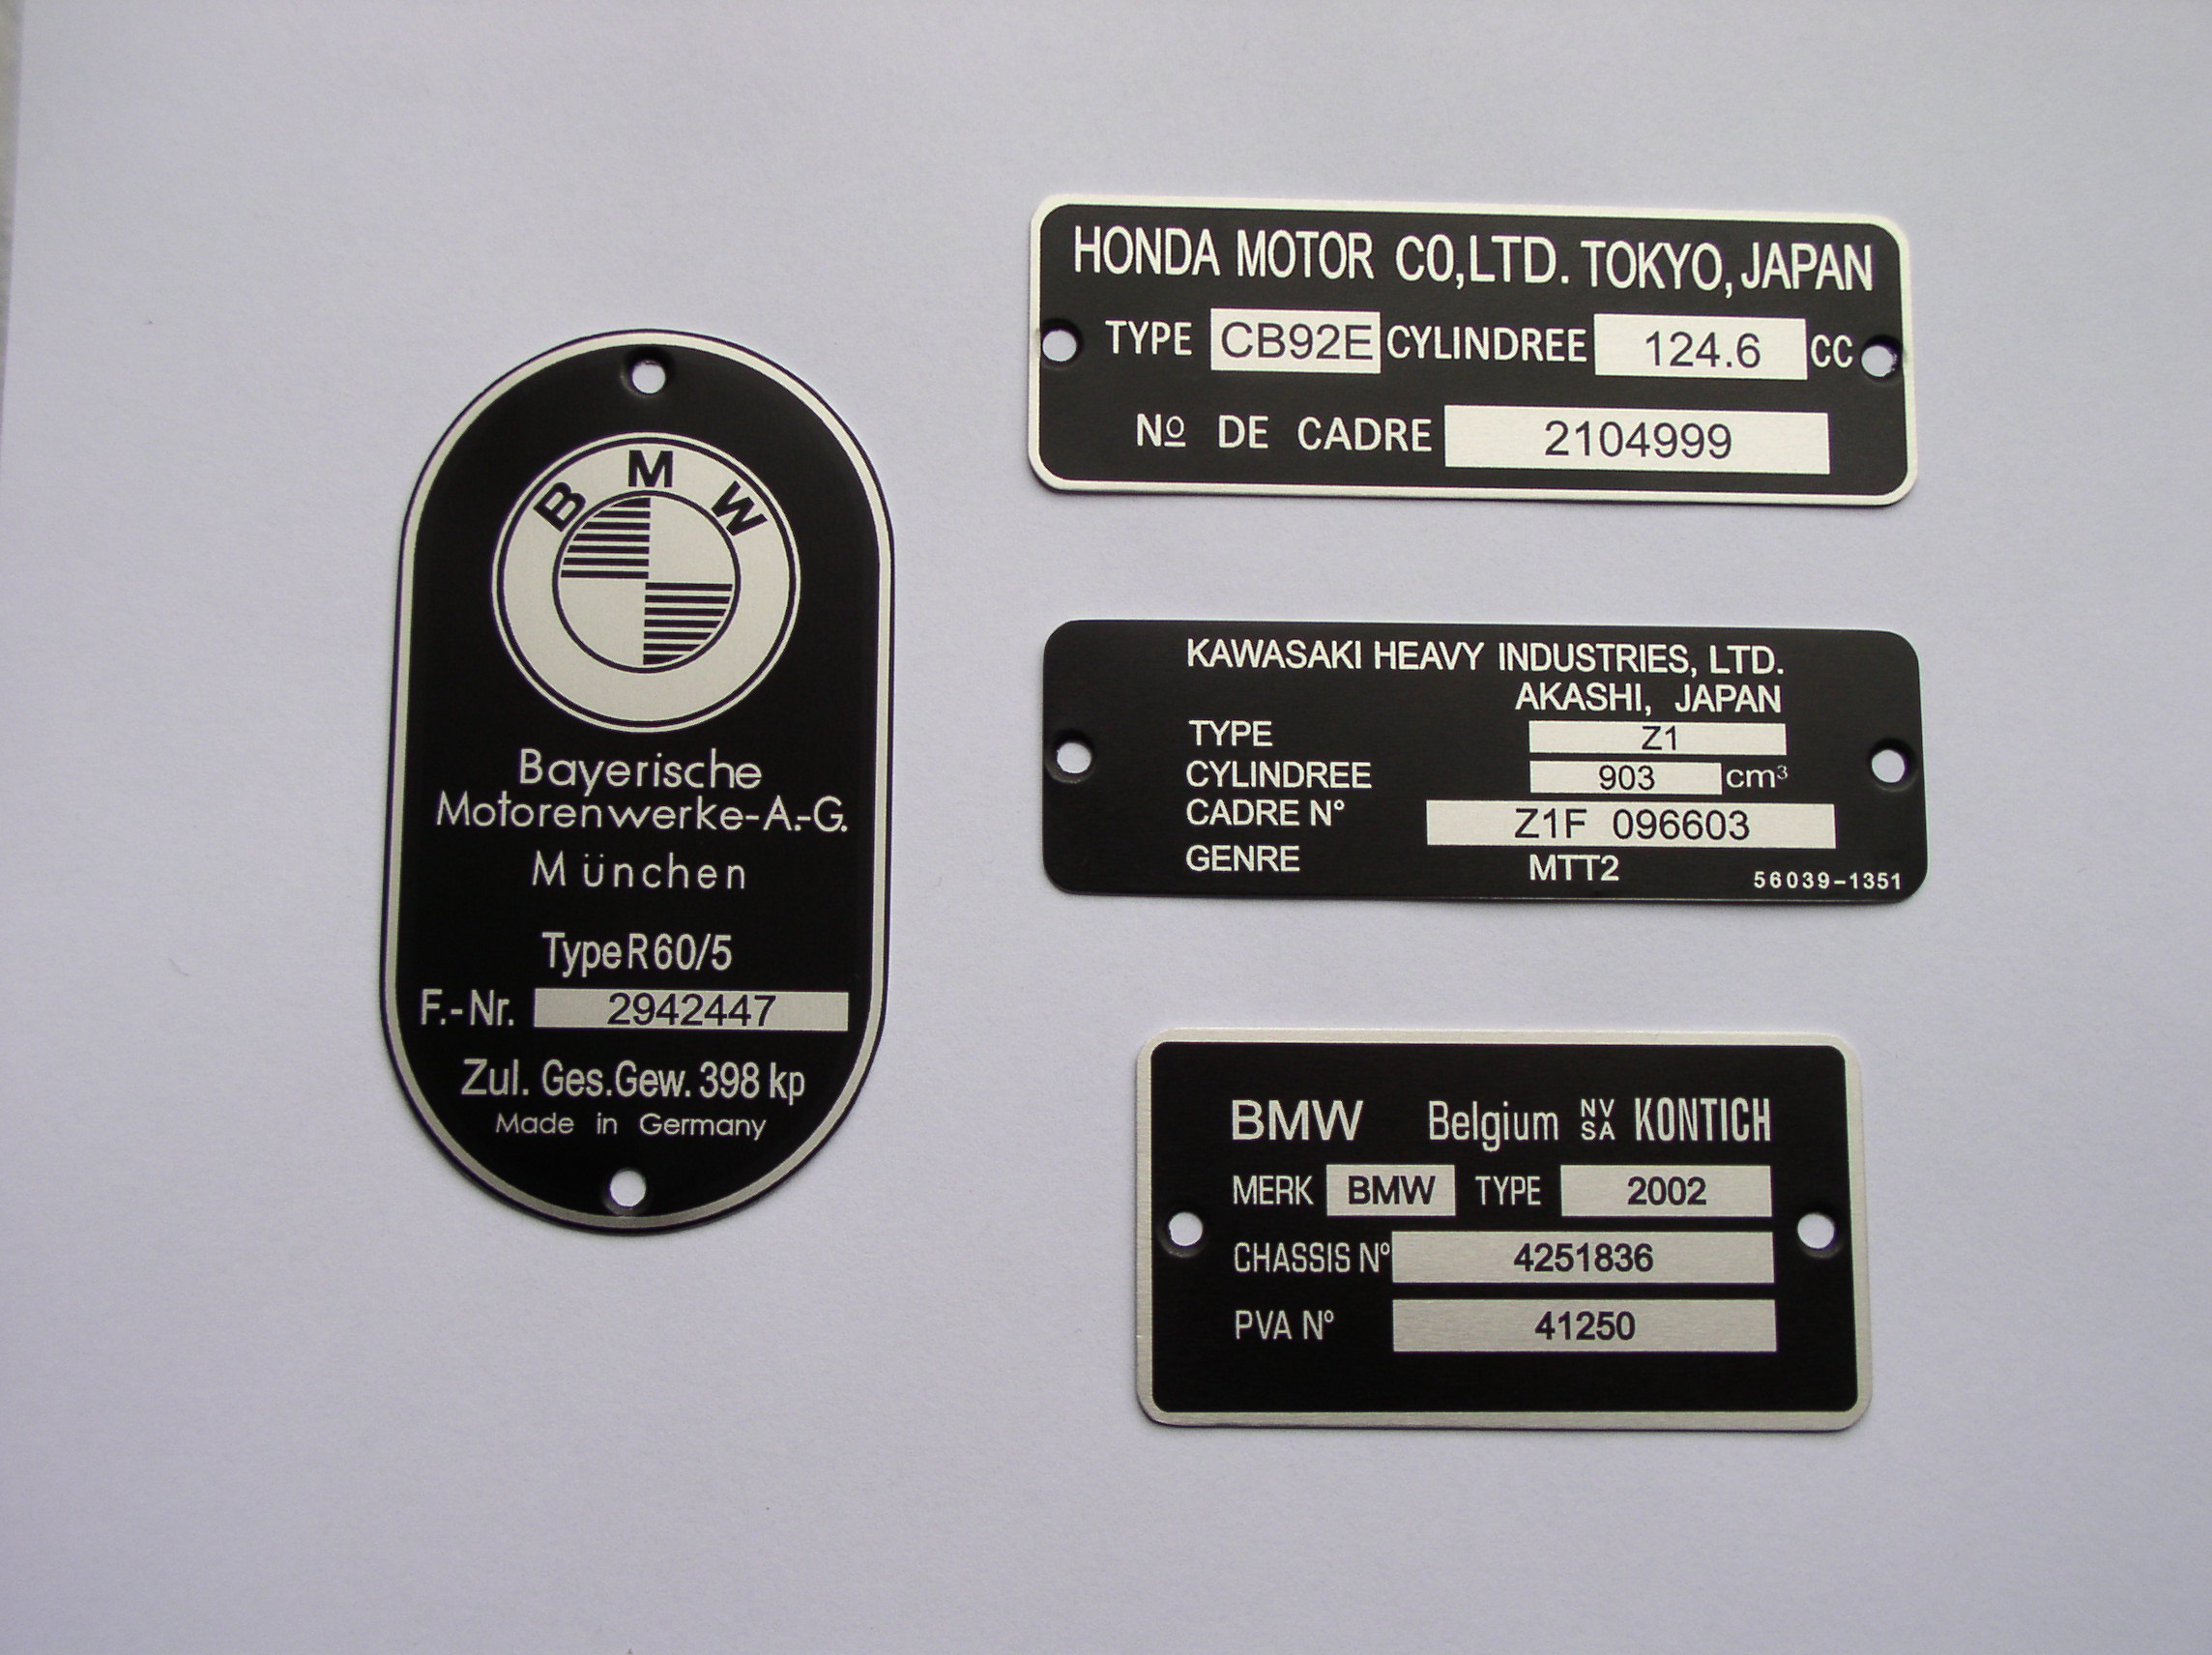 B M W
Bayerische
Motorenwerke-A.-G.
München
Type R60/5
F.-Nr. 2942447
Zul. Ges.Gew. 398 kp
Made in Germany
HONDA MOTOR CO,LTD. TOKYO, JAPAN
TYPE CB92E CYLINDREE 124.6 CC
Nº DE CADRE 2104999
KAWASAKI HEAVY INDUSTRIES, LTD.
AKASHI, JAPAN
TYPE Z1
CYLINDREE 903 cm³
CADRE N° Z1F 096603
GENRE MTT2
56039-1351
BMW Belgium NV SA KONTICH
MERK BMW TYPE 2002
CHASSIS Nº 4251836
PVA Nº 41250